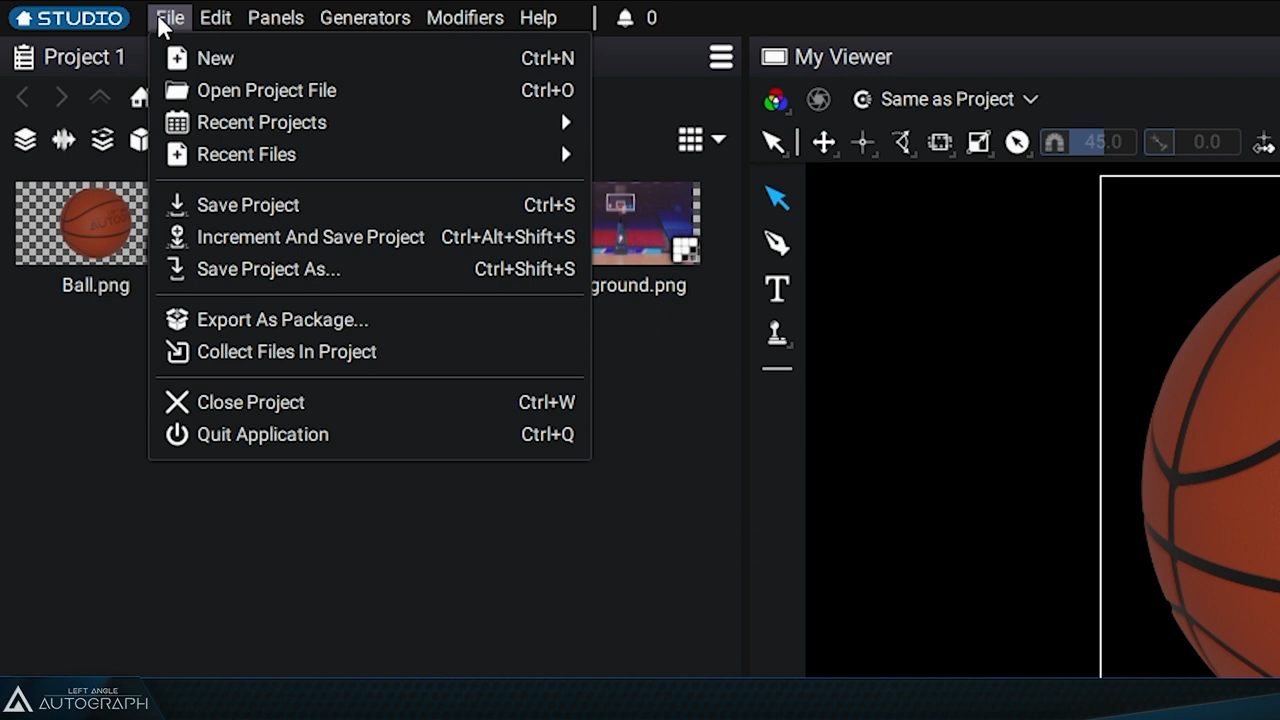 STUDIO File Edit Panels Generators Modifiers Help 0
Project 1
My Viewer
New Ctrl+N
Open Project File Ctrl+O
Recent Projects
Recent Files
Save Project Ctrl+S
Increment And Save Project Ctrl+Alt+Shift+S
Save Project As... Ctrl+Shift+S
Export As Package...
Collect Files In Project
Close Project Ctrl+W
Quit Application Ctrl+Q
Same as Project
45.0 0.0
Ball.png
ground.png
T
LEFT ANGLE
AUTOGRAPH